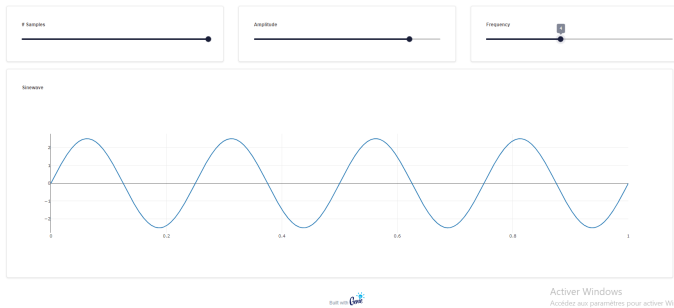 # Samples
Amplitude
Frequency
4
Sinewave
2
1
0
−1
−2
0
0.2
0.4
0.6
0.8
1
Built with Genie
Activer Windows
Accédez aux paramètres pour activer Wi